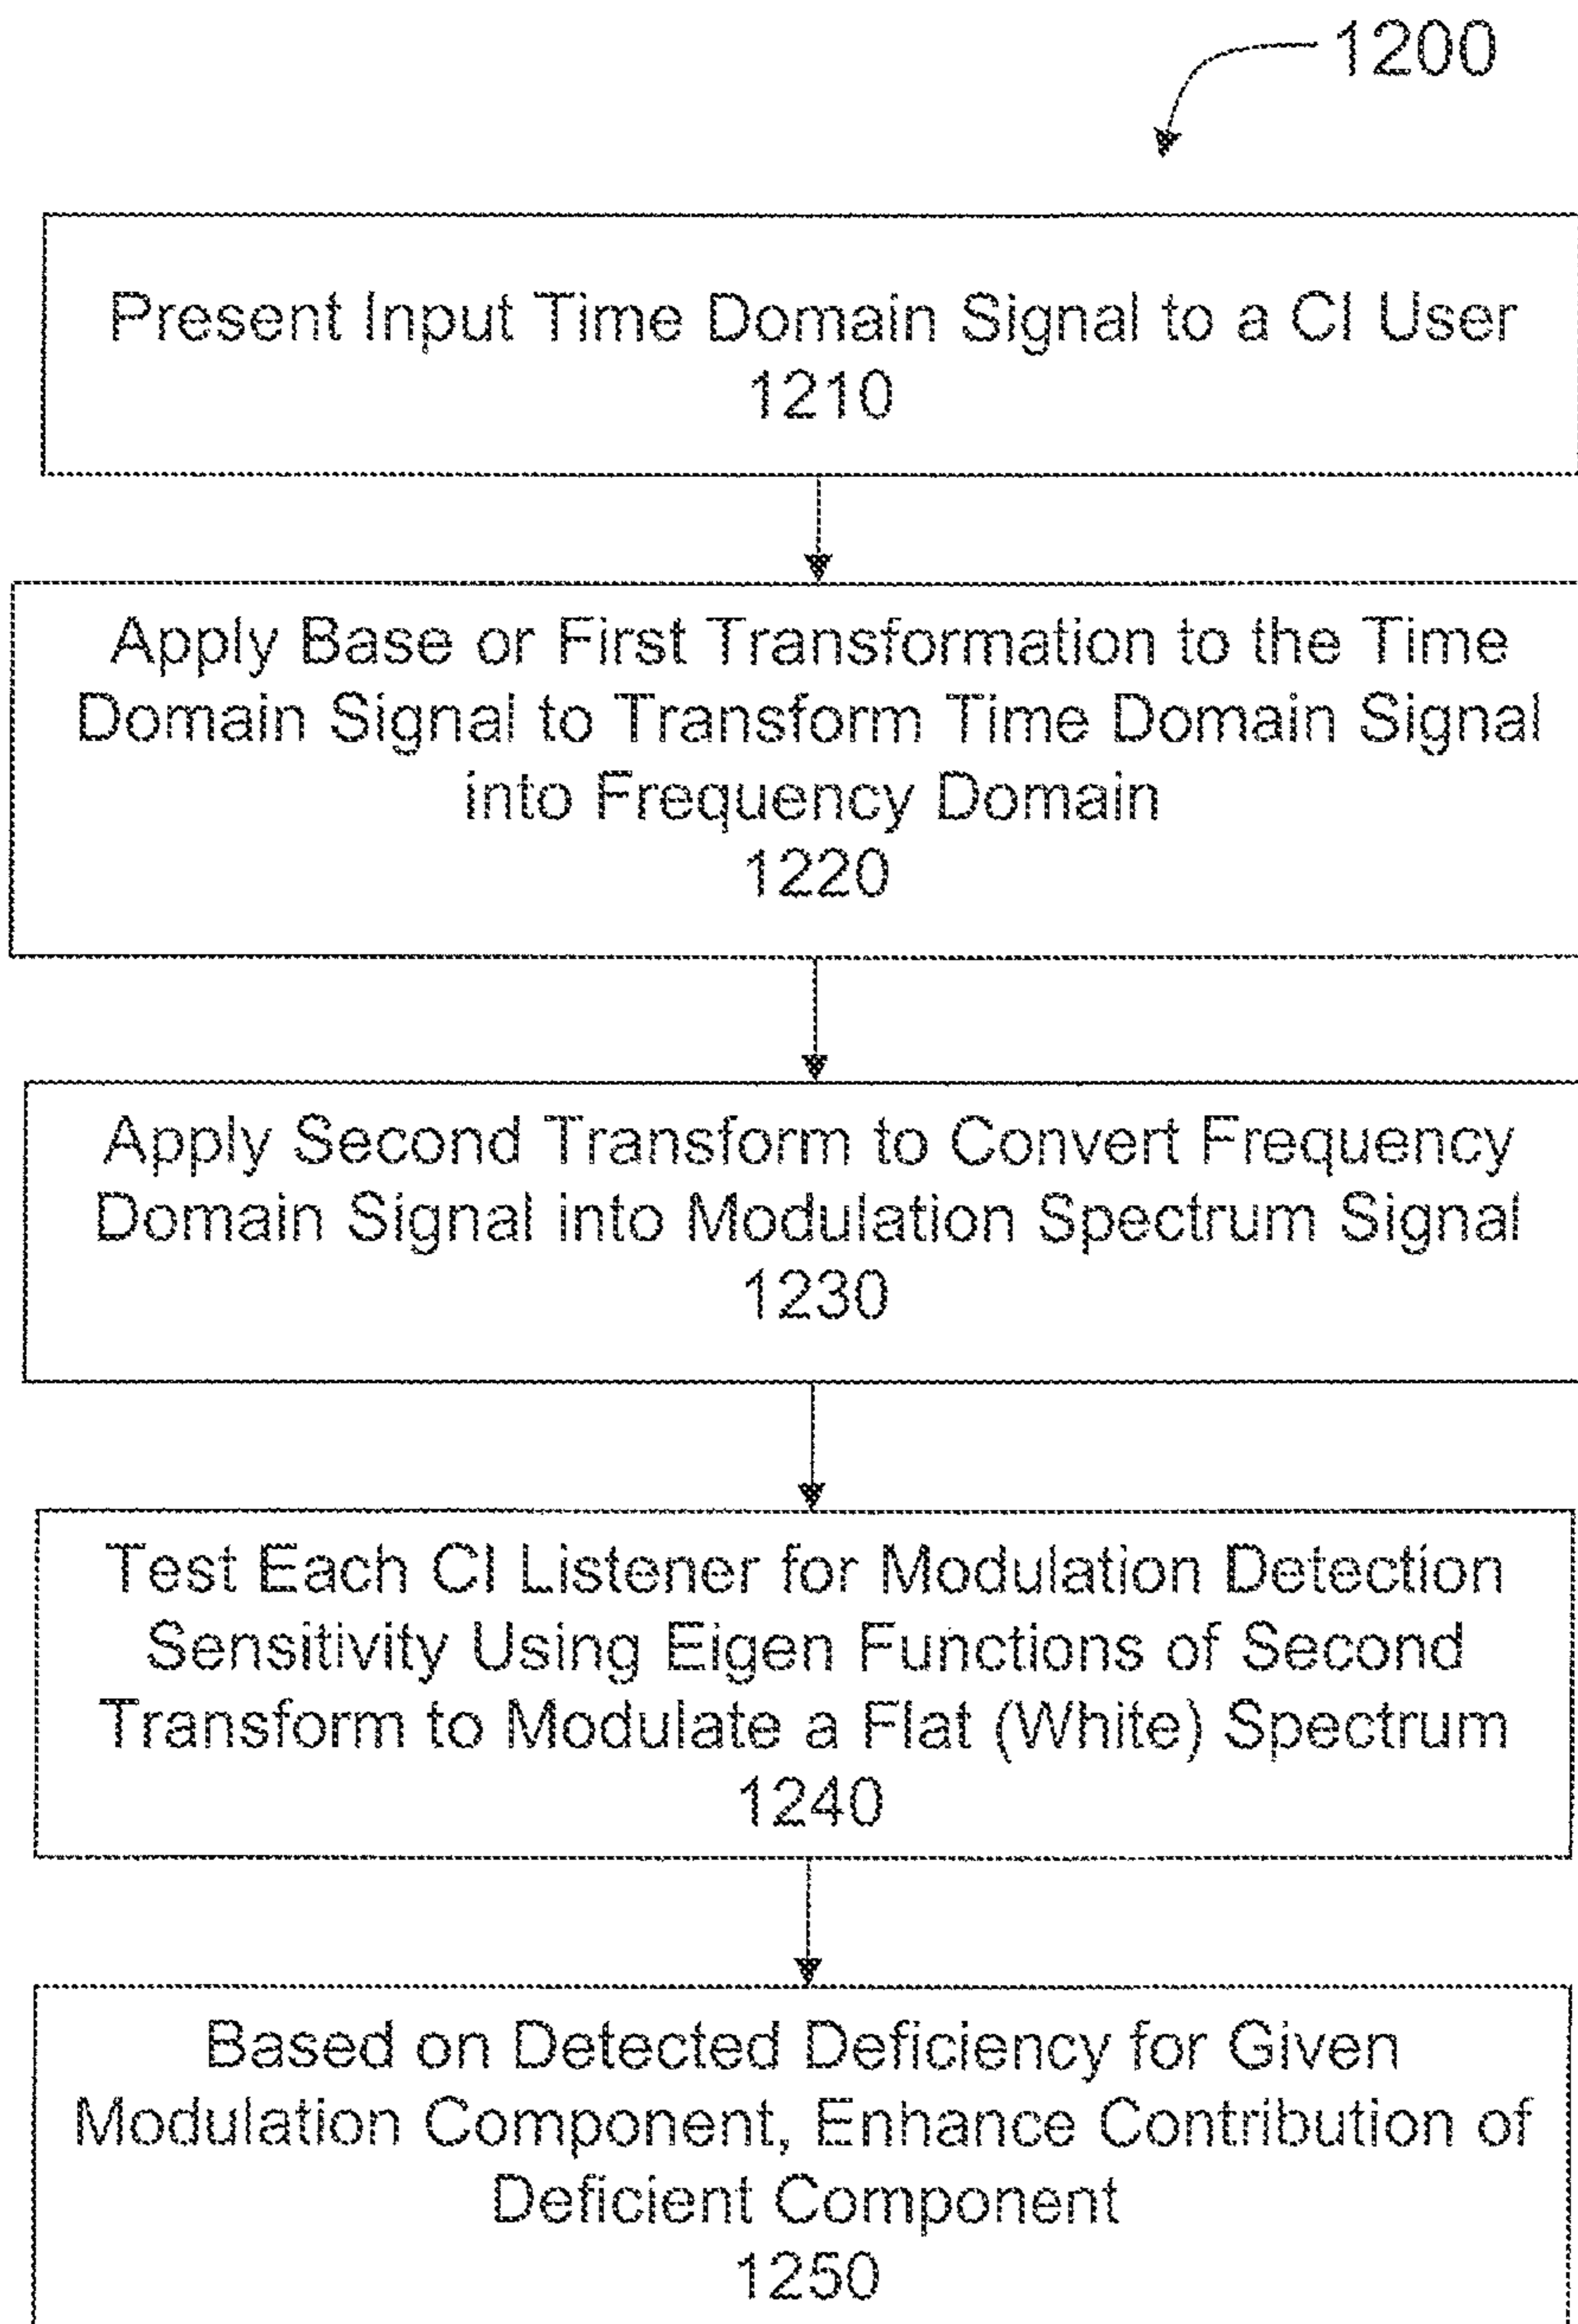 1200
Present Input Time Domain Signal to a CI User
1210
Apply Base or First Transformation to the Time
Domain Signal to Transform Time Domain Signal
into Frequency Domain
1220
Apply Second Transform to Convert Frequency
Domain Signal into Modulation Spectrum Signal
1230
Test Each CI Listener for Modulation Detection
Sensitivity Using Eigen Functions of Second
Transform to Modulate a Flat (White) Spectrum
1240
Based on Detected Deficiency for Given
Modulation Component, Enhance Contribution of
Deficient Component
1250